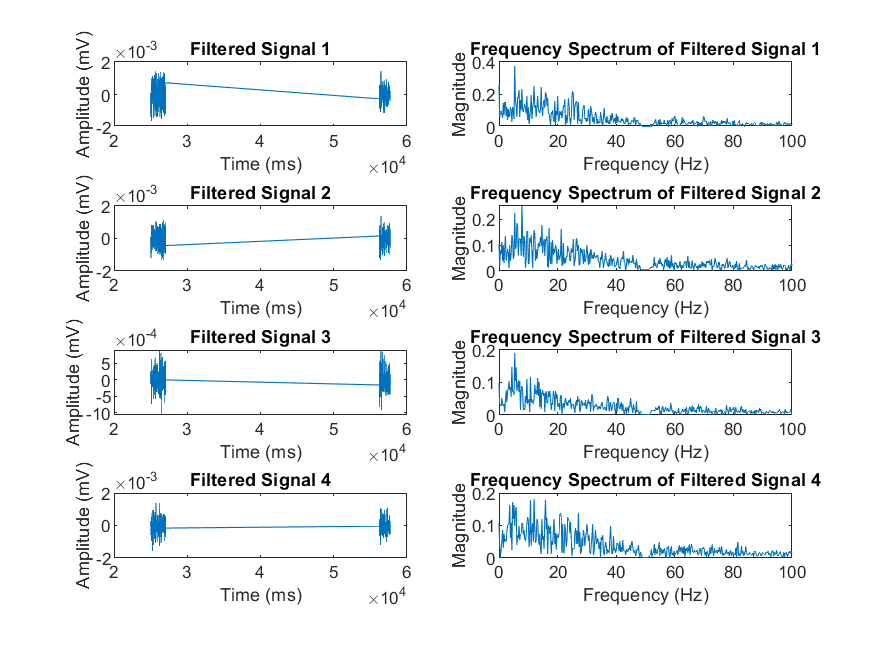 Filtered Signal 1
×10-3
Amplitude (mV)
2
0
-2
2 3 4 5 6
Time (ms)
×104
Frequency Spectrum of Filtered Signal 1
Magnitude
0.4
0.2
0
0 20 40 60 80 100
Frequency (Hz)
Filtered Signal 2
×10-3
Amplitude (mV)
2
0
-2
2 3 4 5 6
Time (ms)
×104
Frequency Spectrum of Filtered Signal 2
Magnitude
0.2
0.1
0
0 20 40 60 80 100
Frequency (Hz)
Filtered Signal 3
×10-4
Amplitude (mV)
5
0
-5
-10
2 3 4 5 6
Time (ms)
×104
Frequency Spectrum of Filtered Signal 3
Magnitude
0.2
0.1
0
0 20 40 60 80 100
Frequency (Hz)
Filtered Signal 4
×10-3
Amplitude (mV)
2
0
-2
2 3 4 5 6
Time (ms)
×104
Frequency Spectrum of Filtered Signal 4
Magnitude
0.2
0.1
0
0 20 40 60 80 100
Frequency (Hz)